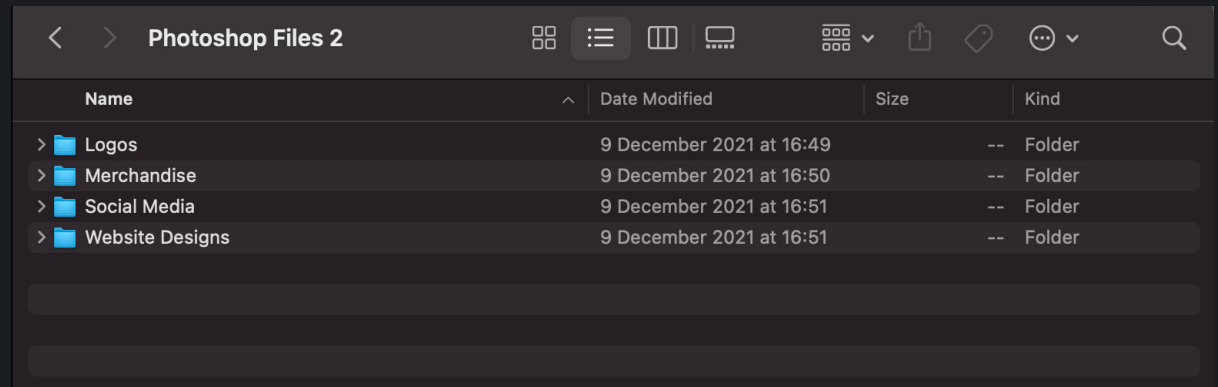 Photoshop Files 2
Name Date Modified Size Kind
Logos 9 December 2021 at 16:49 -- Folder
Merchandise 9 December 2021 at 16:50 -- Folder
Social Media 9 December 2021 at 16:51 -- Folder
Website Designs 9 December 2021 at 16:51 -- Folder